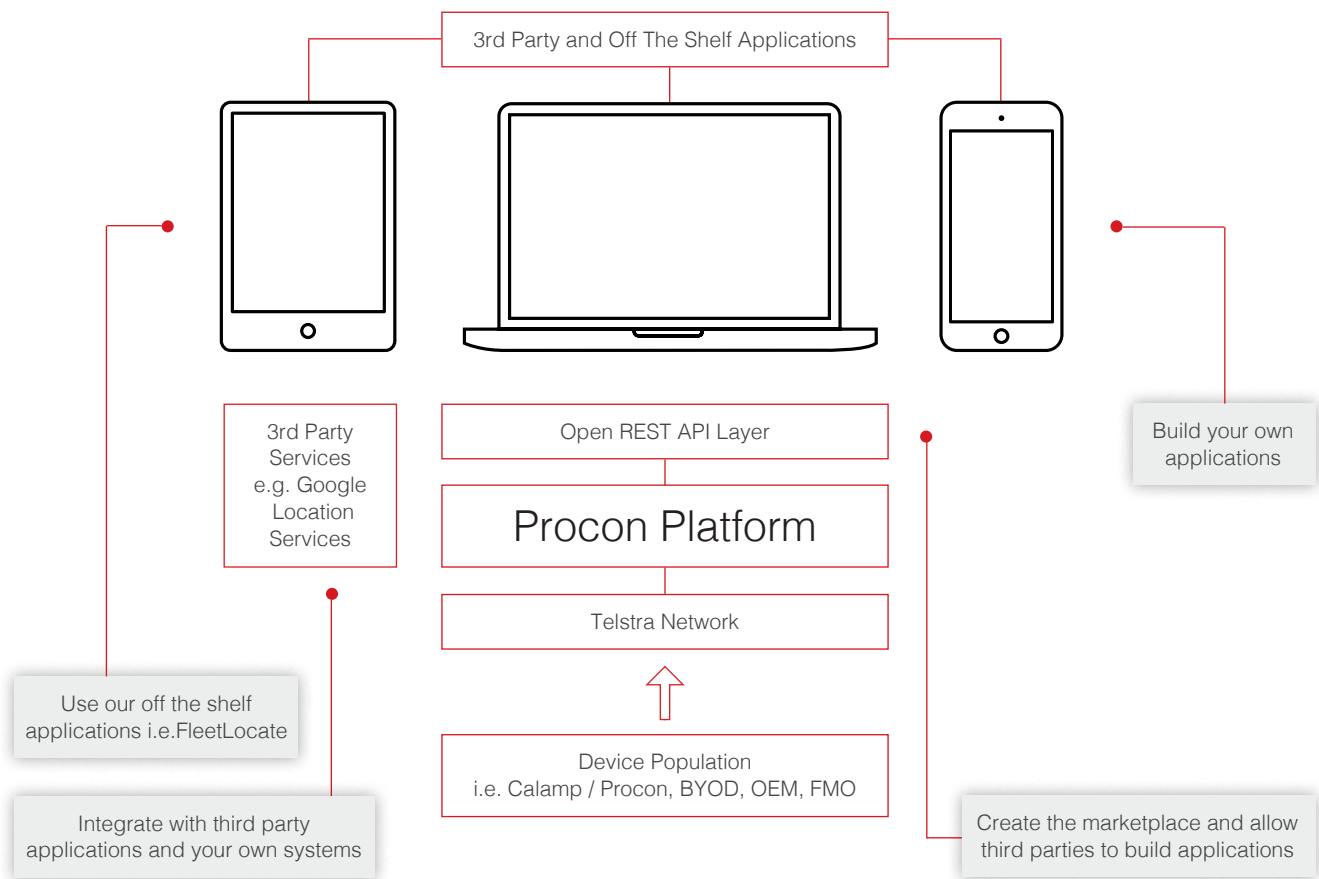 3rd Party and Off The Shelf Applications
3rd Party
Services
e.g. Google
Location
Services
Open REST API Layer
Build your own
applications
Procon Platform
Telstra Network
Use our off the shelf
applications i.e.FleetLocate
Device Population
i.e. Calamp / Procon, BYOD, OEM, FMO
Integrate with third party
applications and your own systems
Create the marketplace and allow
third parties to build applications